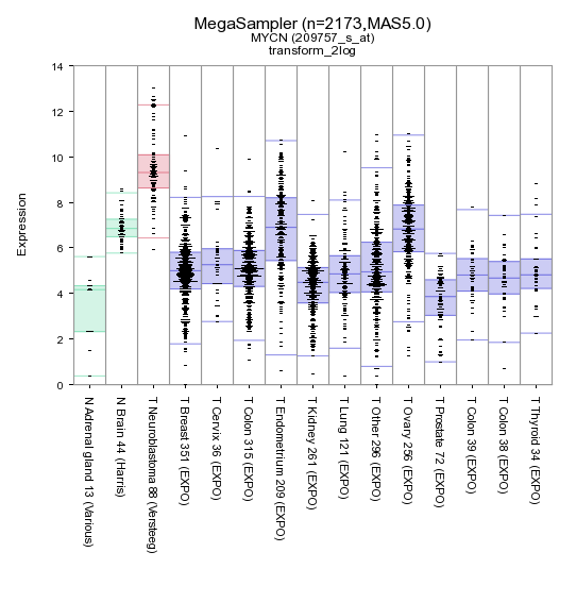 MegaSampler (n=2173,MAS5.0)
MYCN (209757_s_at)
transform_2log
Expression
14
12
10
8
6
4
2
0
N Adrenal gland 13 (Various)
N Brain 44 (Harris)
T Neuroblastoma 88 (Versteeg)
T Breast 351 (EXPO)
T Cervix 36 (EXPO)
T Colon 315 (EXPO)
T Endometrium 209 (EXPO)
T Kidney 261 (EXPO)
T Lung 121 (EXPO)
T Other 296 (EXPO)
T Ovary 256 (EXPO)
T Prostate 72 (EXPO)
T Colon 39 (EXPO)
T Colon 38 (EXPO)
T Thyroid 34 (EXPO)